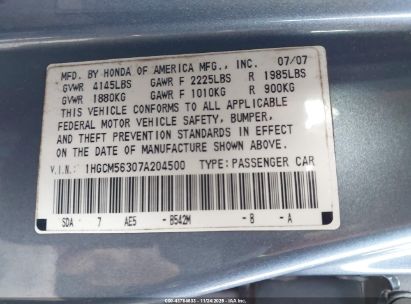 MFD. BY HONDA OF AMERICA MFG., INC. 07/07
GVWR 4145LBS GAWR F 2225LBS R 1985LBS
GVWR 1880KG GAWR F 1010KG R 900KG
THIS VEHICLE CONFORMS TO ALL APPLICABLE
FEDERAL MOTOR VEHICLE SAFETY, BUMPER,
AND THEFT PREVENTION STANDARDS IN EFFECT
ON THE DATE OF MANUFACTURE SHOWN ABOVE.
V.I.N.: 1HGCM56307A204500 TYPE: PASSENGER CAR
SDA 7 AE5 - B542M - B - A